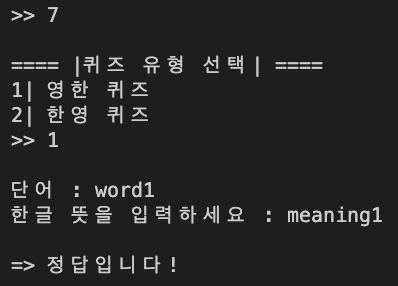 >> 7
==== |퀴즈 유형 선택| ====
1| 영한 퀴즈
2| 한영 퀴즈
>> 1
단어 : word1
한글 뜻을 입력하세요 : meaning1
=> 정답입니다!